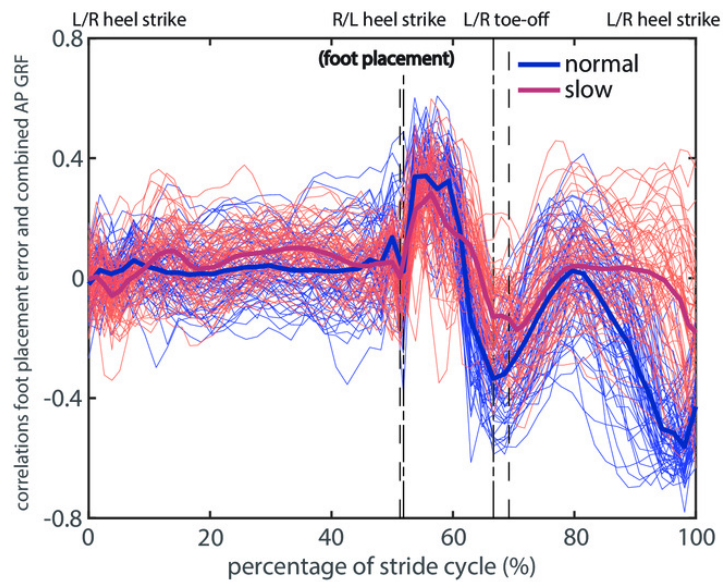 L/R heel strike R/L heel strike L/R toe-off L/R heel strike
(foot placement)
normal
slow
correlations foot placement error and combined AP GRF
0.8
0.4
0
-0.4
-0.8
0 20 40 60 80 100
percentage of stride cycle (%)